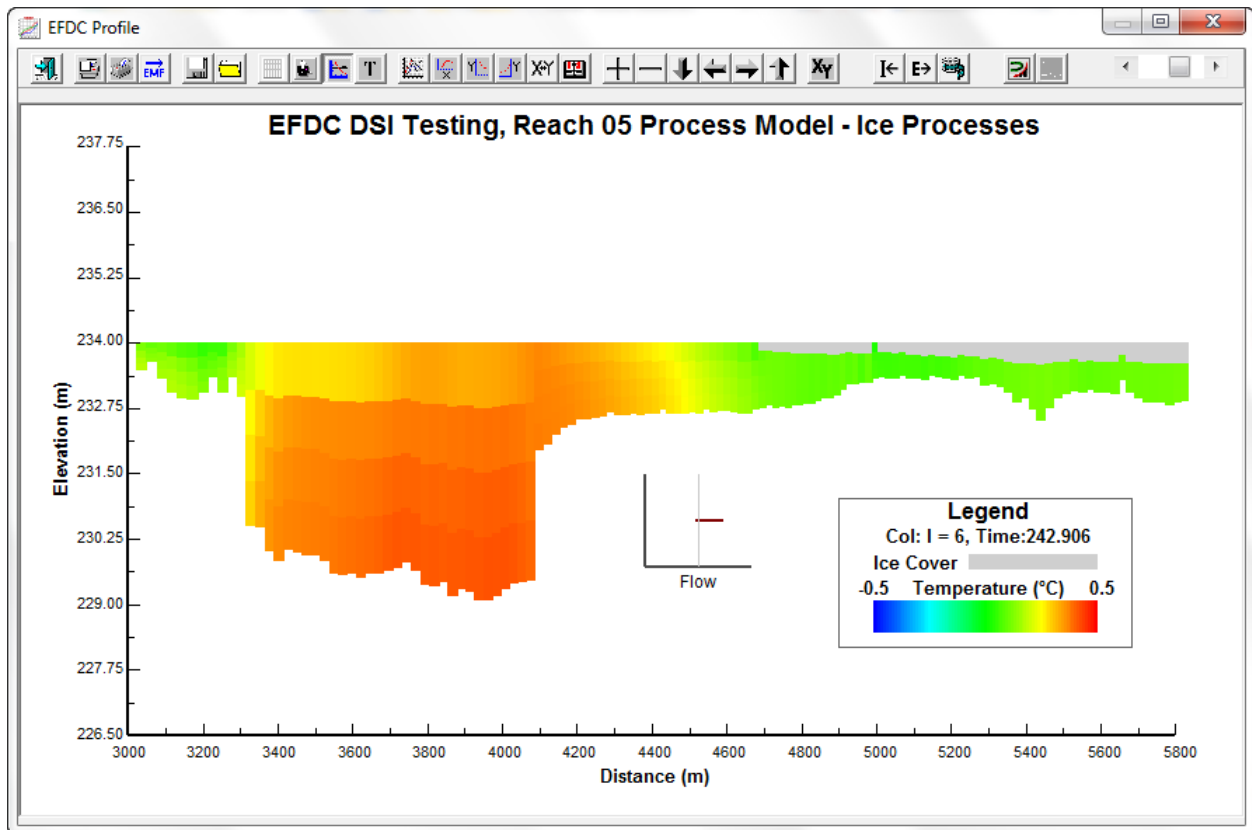 EFDC Profile
EMF
T
X
Y
Y
X↔Y
XY
I←
E→
EFDC DSI Testing, Reach 05 Process Model - Ice Processes
237.75
236.50
235.25
234.00
232.75
231.50
230.25
229.00
227.75
226.50
Elevation (m)
3000 3200 3400 3600 3800 4000 4200 4400 4600 4800 5000 5200 5400 5600 5800
Distance (m)
Flow
Legend
Col: I = 6, Time:242.906
Ice Cover
-0.5 Temperature (°C) 0.5